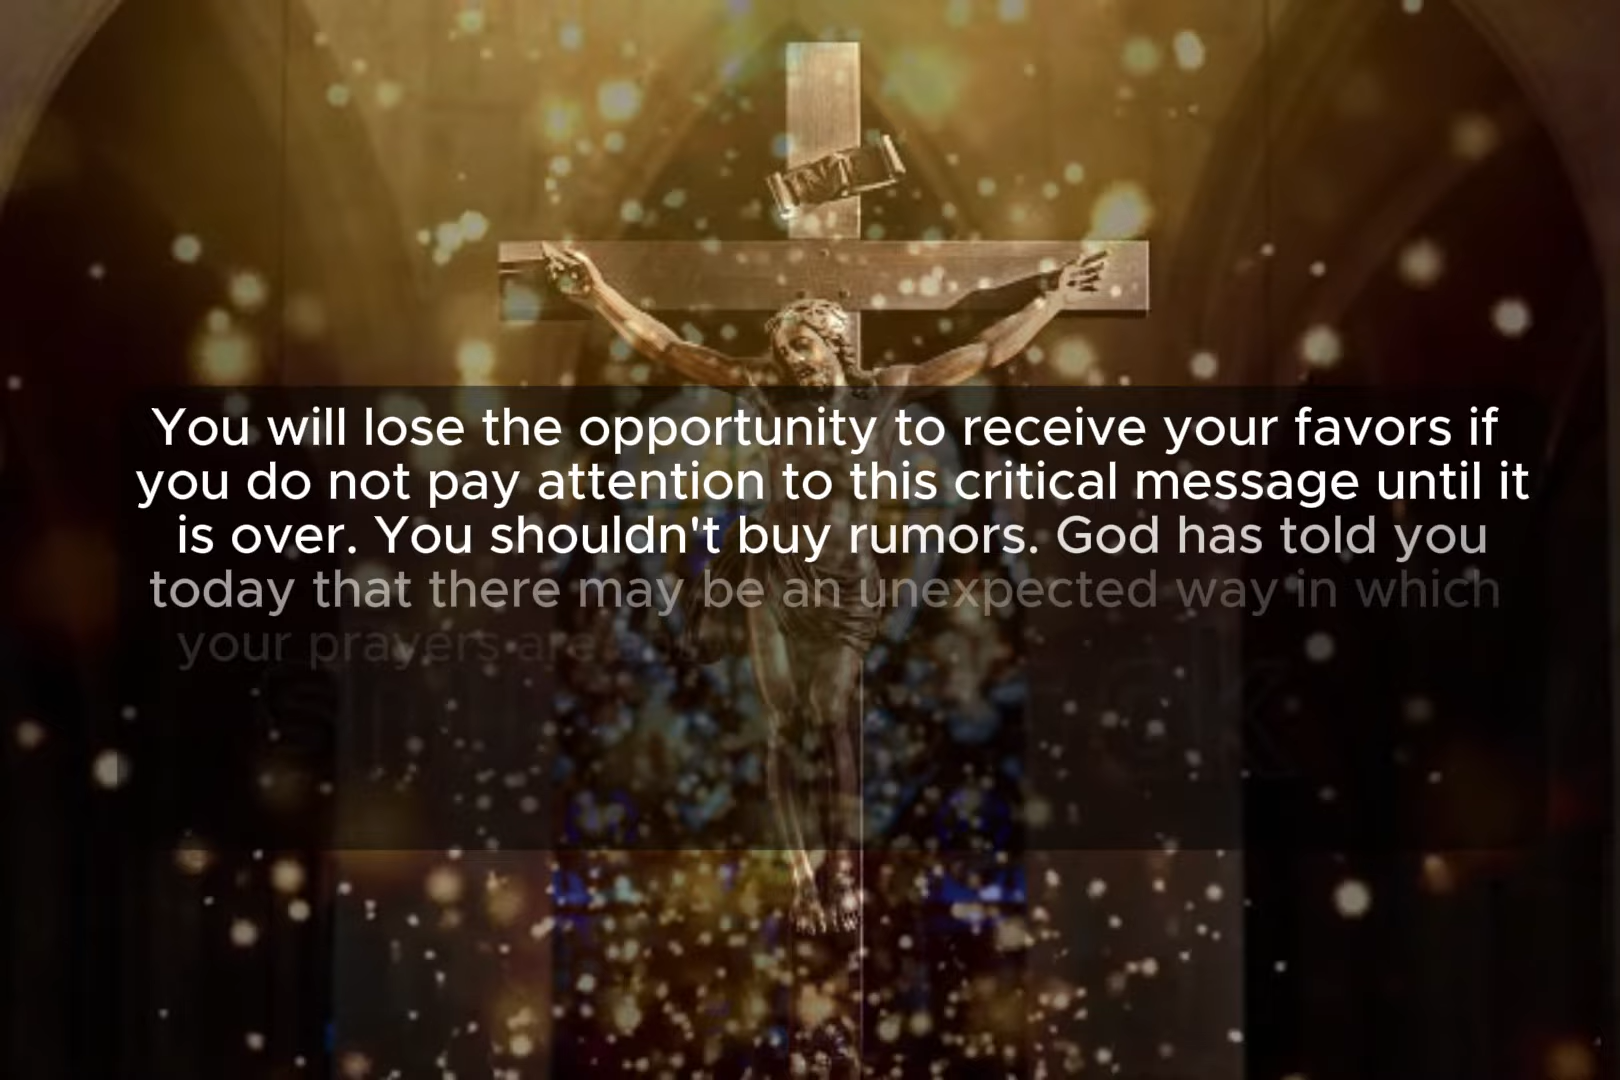 INRI
You will lose the opportunity to receive your favors if
you do not pay attention to this critical message until it
is over. You shouldn't buy rumors. God has told you
today that there may be an unexpected way in which
your prayers are